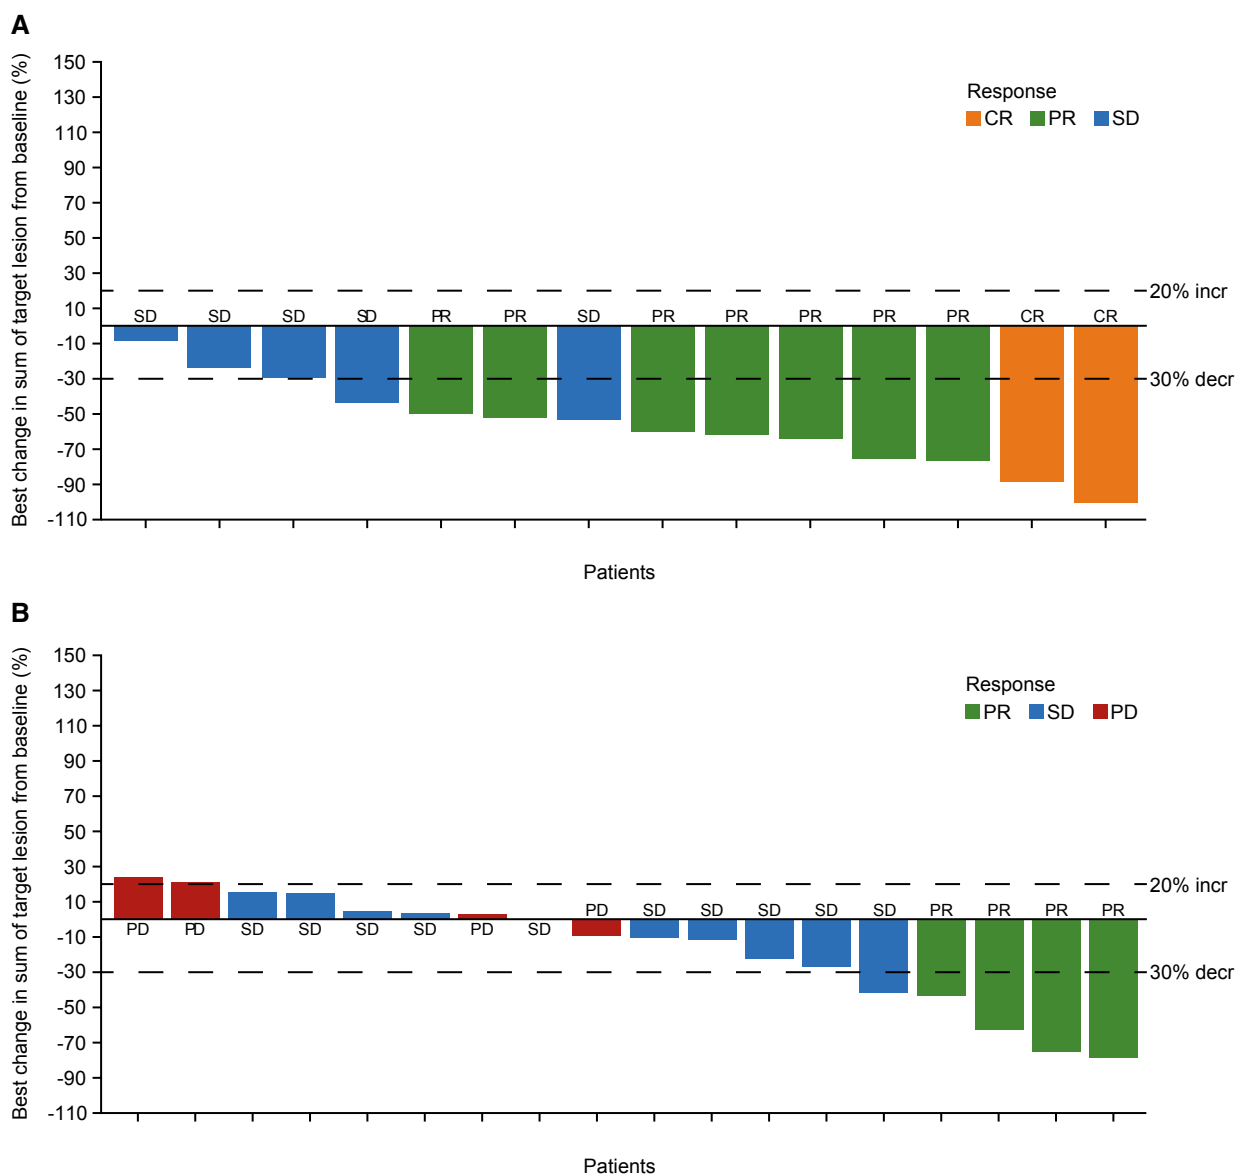 A
Best change in sum of target lesion from baseline (%)
150
130
110
90
70
50
30
10
-10
-30
-50
-70
-90
-110
Response
CR PR SD
20% incr
SD SD SD SD PR PR SD PR PR PR PR PR CR CR
30% decr
Patients
B
Best change in sum of target lesion from baseline (%)
150
130
110
90
70
50
30
10
-10
-30
-50
-70
-90
-110
Response
PR SD PD
20% incr
PD SD SD SD SD SD PR PR PR PR
PD PD SD SD SD SD PD SD
30% decr
Patients